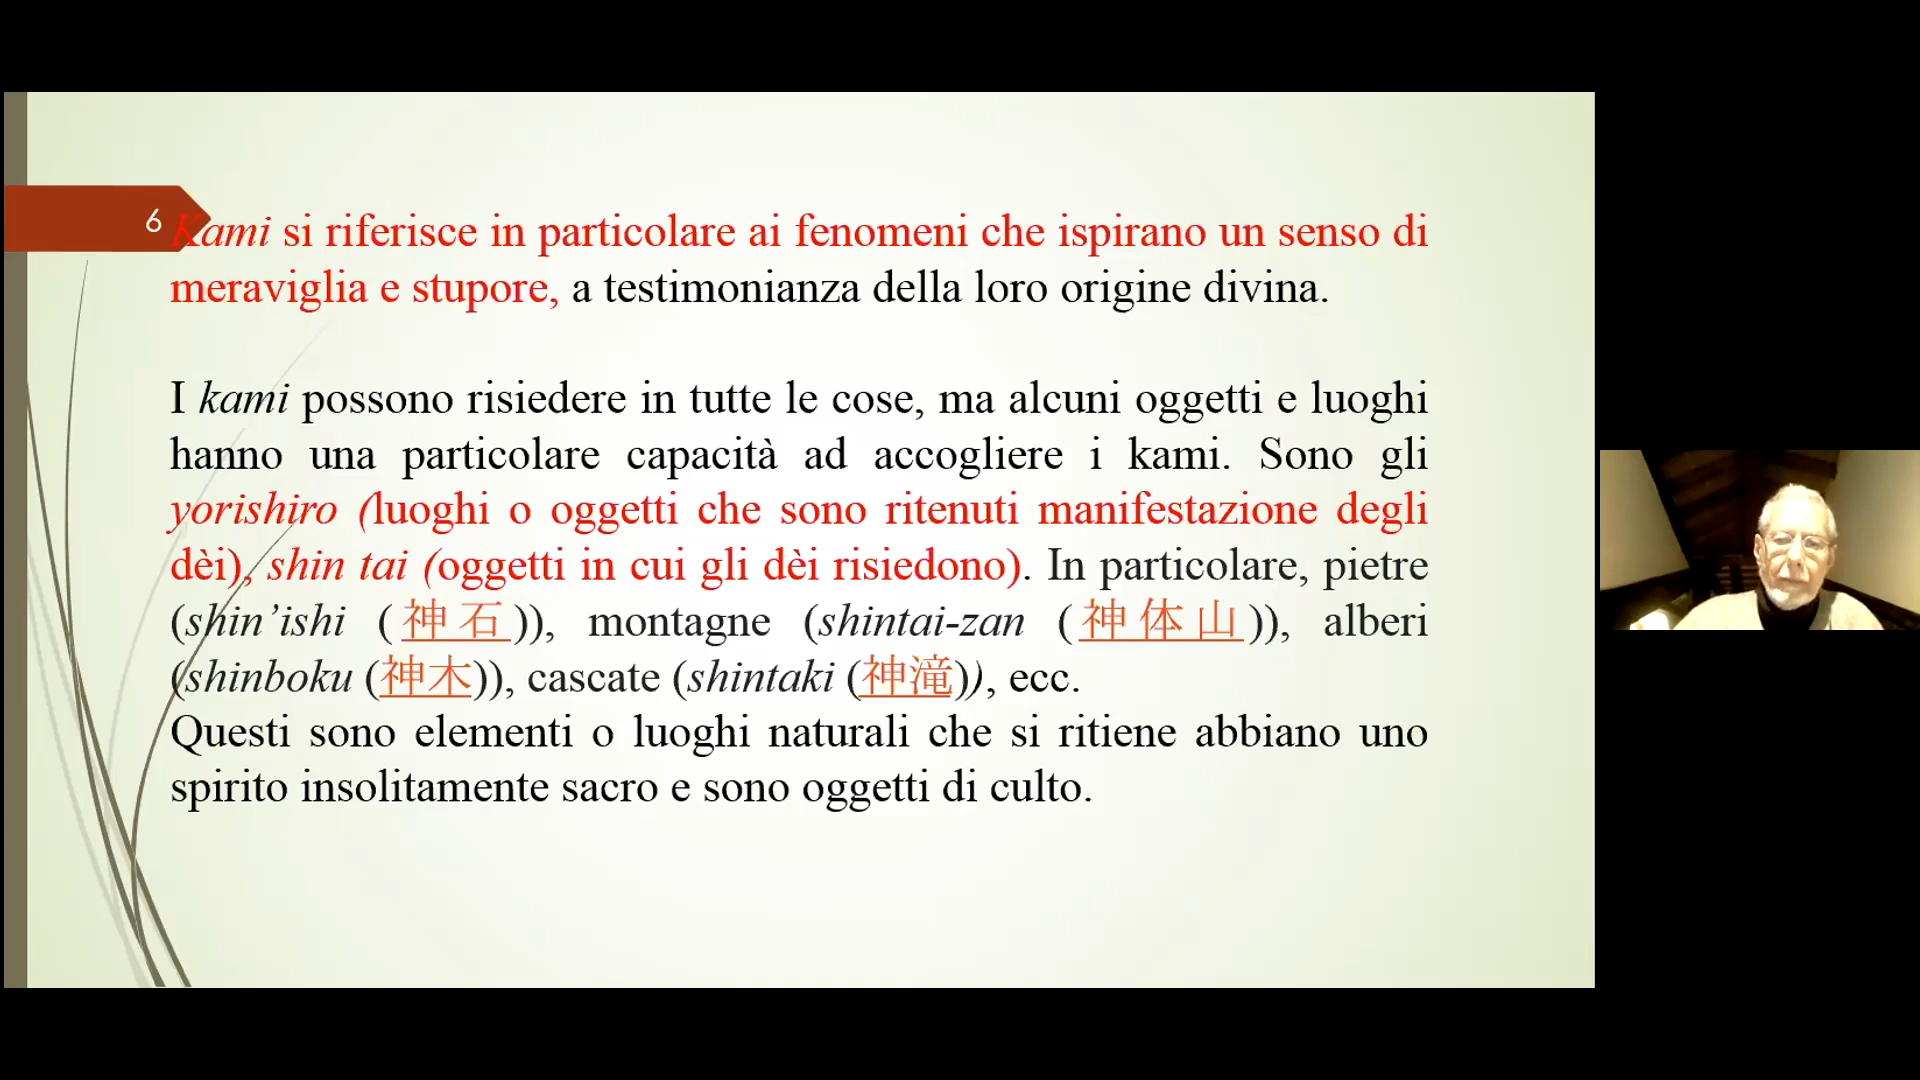 6
Kami si riferisce in particolare ai fenomeni che ispirano un senso di
meraviglia e stupore, a testimonianza della loro origine divina.
I kami possono risiedere in tutte le cose, ma alcuni oggetti e luoghi
hanno una particolare capacità ad accogliere i kami. Sono gli
yorishiro (luoghi o oggetti che sono ritenuti manifestazione degli
dèi), shin tai (oggetti in cui gli dèi risiedono). In particolare, pietre
(shin’ishi (神石)), montagne (shintai-zan (神体山)), alberi
(shinboku (神木)), cascate (shintaki (神滝)), ecc.
Questi sono elementi o luoghi naturali che si ritiene abbiano uno
spirito insolitamente sacro e sono oggetti di culto.